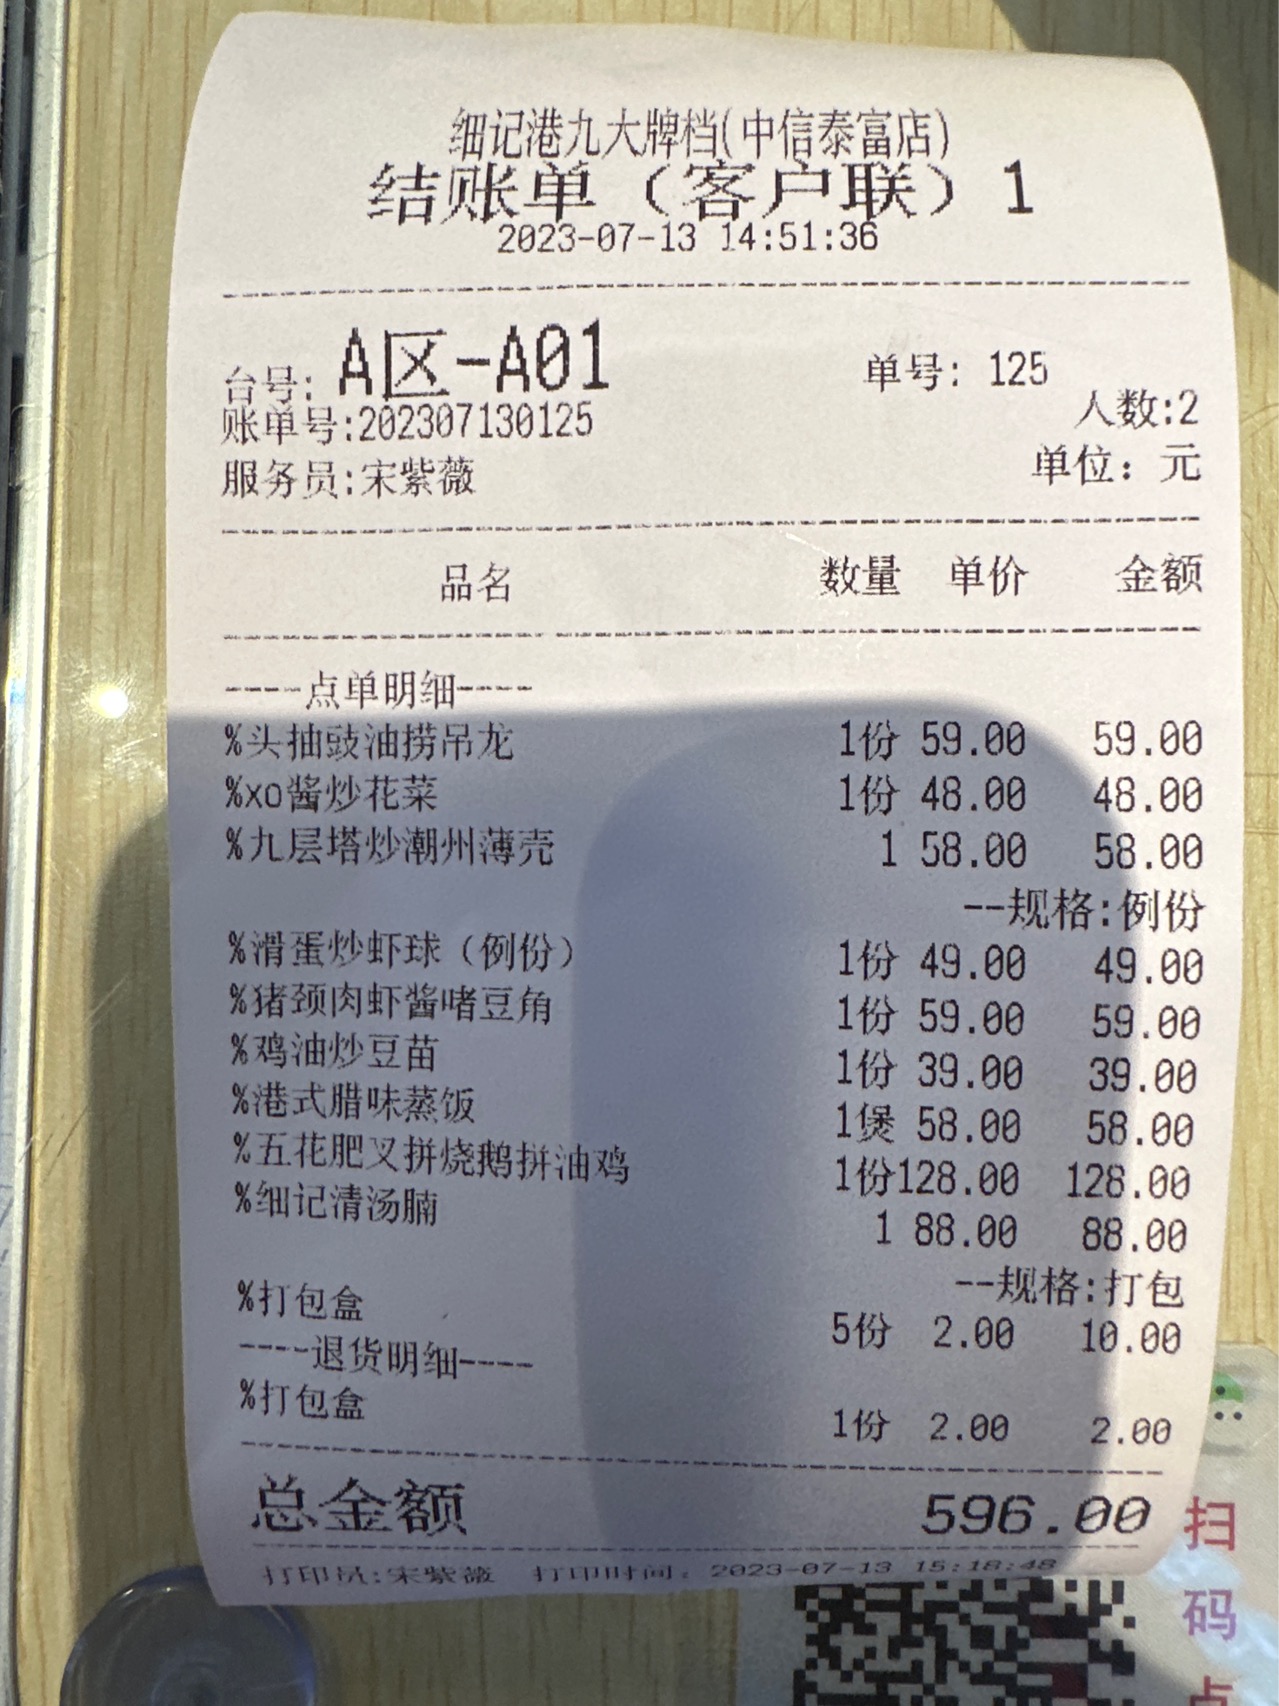 细记港九大牌档(中信泰富店)
结账单（客户联）1
2023-07-13 14:51:36
台号: A区-A01 单号: 125
账单号:202307130125 人数:2
服务员:宋紫薇 单位: 元
品名 数量 单价 金额
----点单明细----
%头抽豉油捞吊龙 1份 59.00 59.00
%xo酱炒花菜 1份 48.00 48.00
%九层塔炒潮州薄壳 1 58.00 58.00
--规格:例份
%滑蛋炒虾球（例份） 1份 49.00 49.00
%猪颈肉虾酱啫豆角 1份 59.00 59.00
%鸡油炒豆苗 1份 39.00 39.00
%港式腊味蒸饭 1煲 58.00 58.00
%五花肥叉拼烧鹅拼油鸡 1份128.00 128.00
%细记清汤腩 1 88.00 88.00
--规格:打包
%打包盒 5份 2.00 10.00
----退货明细----
%打包盒 1份 2.00 2.00
总金额 596.00
打印员:宋紫薇 打印时间: 2023-07-13 15:18:48
扫
码
点